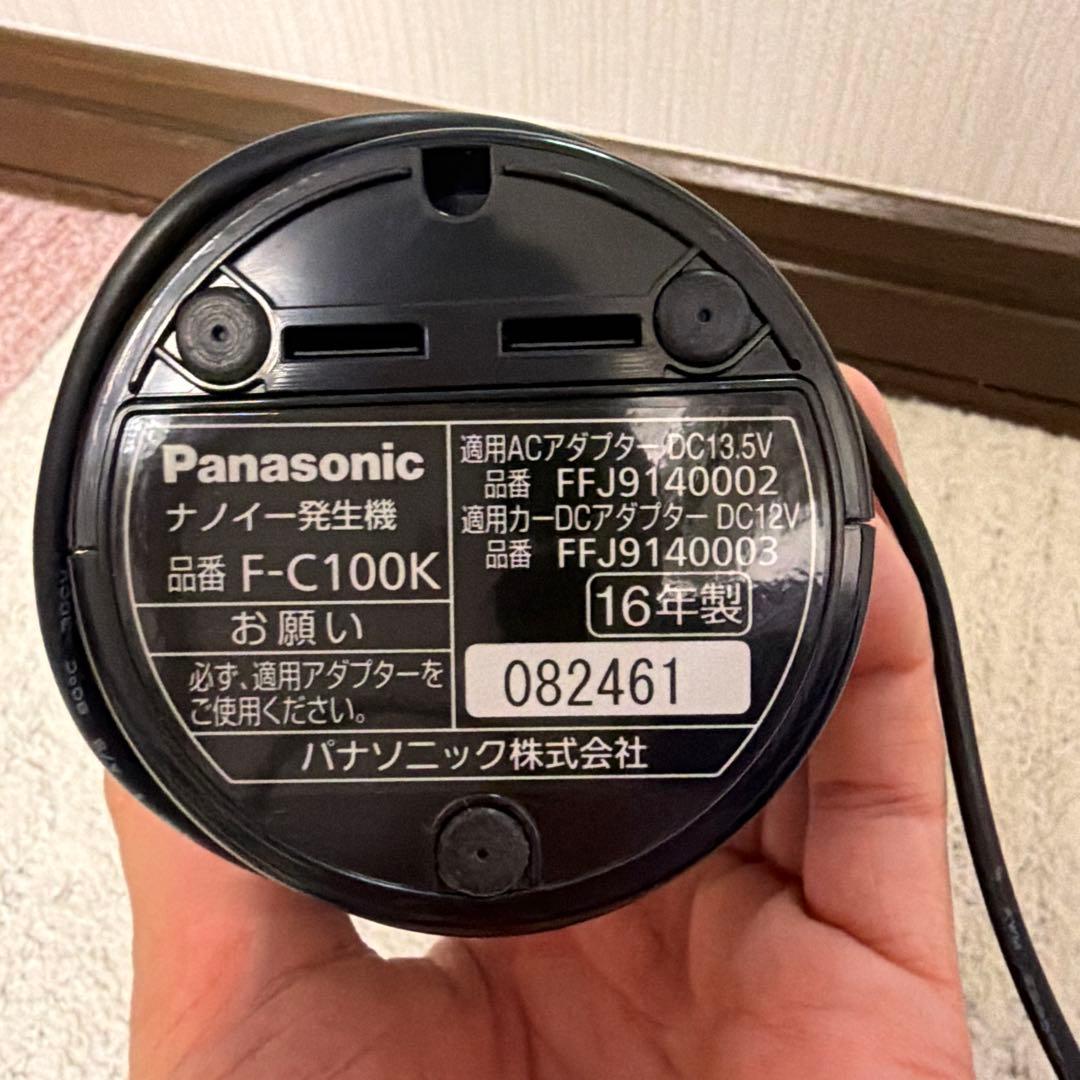 Panasonic
ナノイー発生機
品番 F-C100K
お願い
必ず、適用アダプターを
ご使用ください。
適用ACアダプター DC13.5V
品番 FFJ9140002
適用カーDCアダプター DC12V
品番 FFJ9140003
16年製
082461
パナソニック株式会社
AWM